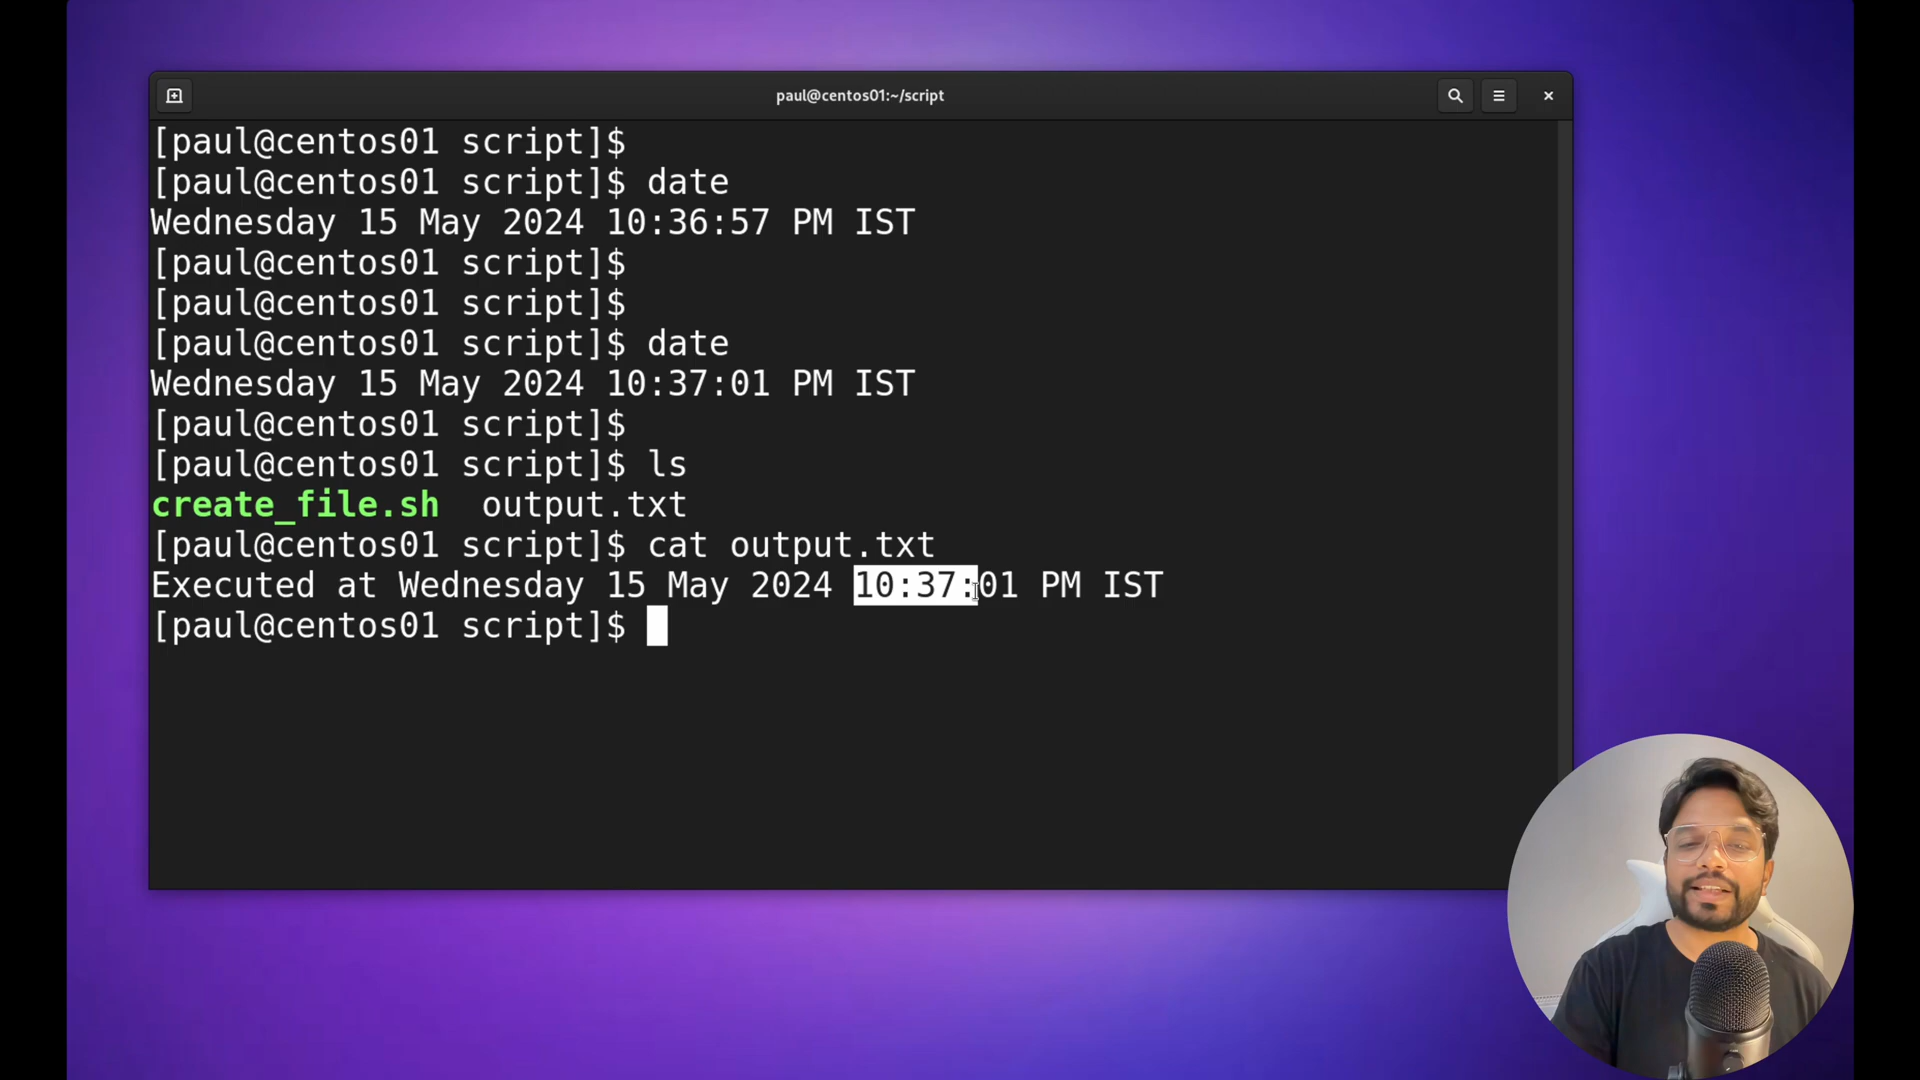 paul@centos01:~/script
[paul@centos01 script]$
[paul@centos01 script]$ date
Wednesday 15 May 2024 10:36:57 PM IST
[paul@centos01 script]$
[paul@centos01 script]$
[paul@centos01 script]$ date
Wednesday 15 May 2024 10:37:01 PM IST
[paul@centos01 script]$
[paul@centos01 script]$ ls
create_file.sh  output.txt
[paul@centos01 script]$ cat output.txt
Executed at Wednesday 15 May 2024 10:37:01 PM IST
[paul@centos01 script]$